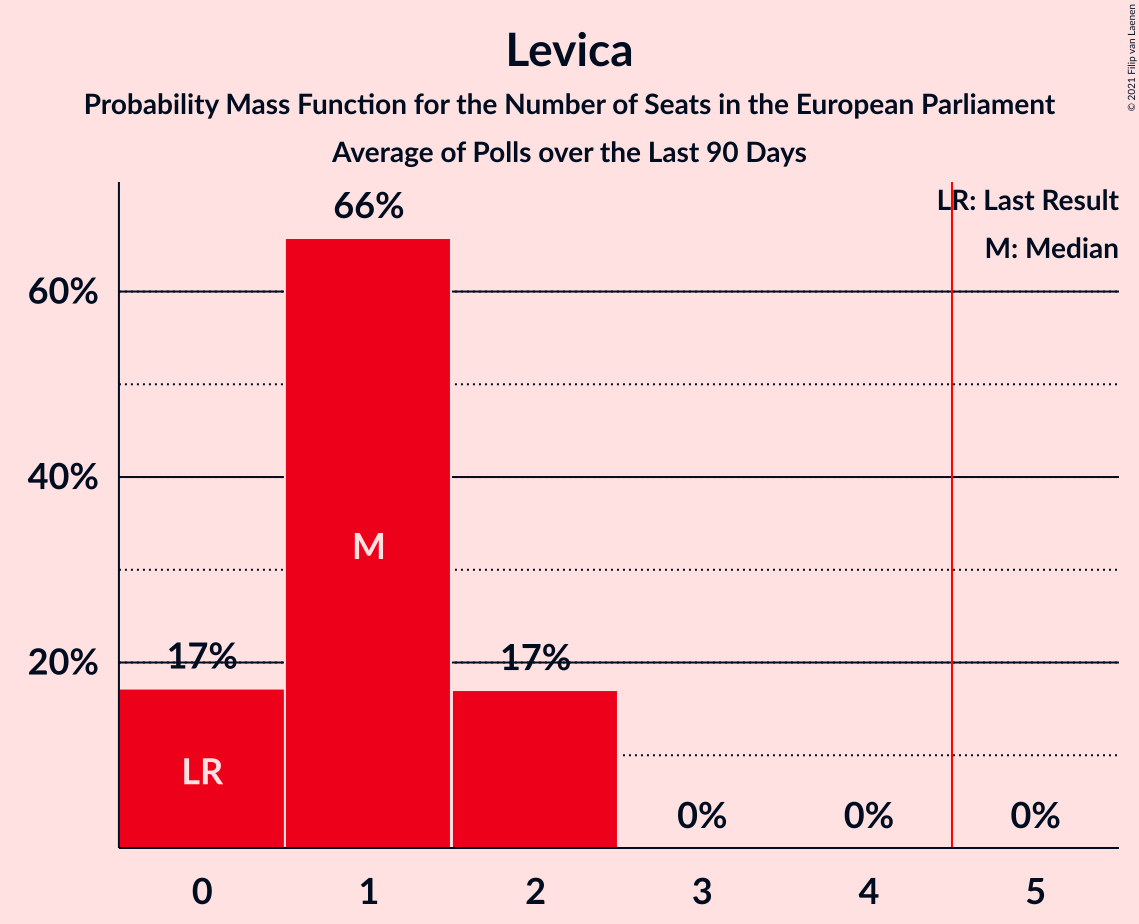 Levica
Probability Mass Function for the Number of Seats in the European Parliament
Average of Polls over the Last 90 Days
© 2021 Filip van Laenen
LR: Last Result
M: Median
66%
60%
40%
20%
17%
17%
0%
0%
0%
M
LR
0
1
2
3
4
5